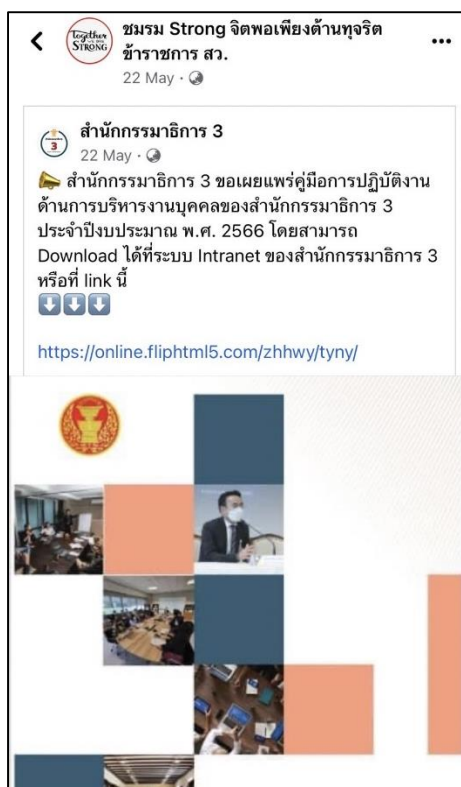 Together
STRONG
ชมรม Strong จิตพอเพียงต้านทุจริต
ข้าราชการ สว.
22 May ·
3
สำนักกรรมาธิการ 3
22 May ·
สำนักกรรมาธิการ 3 ขอเผยแพร่คู่มือการปฏิบัติงาน
ด้านการบริหารงานบุคคลของสำนักกรรมาธิการ 3
ประจำปีงบประมาณ พ.ศ. 2566 โดยสามารถ
Download ได้ที่ระบบ Intranet ของสำนักกรรมาธิการ 3
หรือที่ link นี้
https://online.fliphtml5.com/zhhwy/tyny/